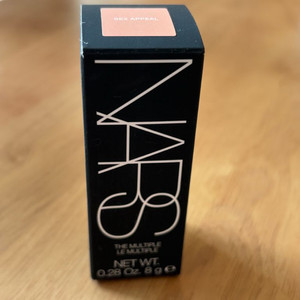 SEX APPEAL
NARS
THE MULTIPLE
LE MULTIPLE
NET WT.
0.28 Oz. 8 g ℮